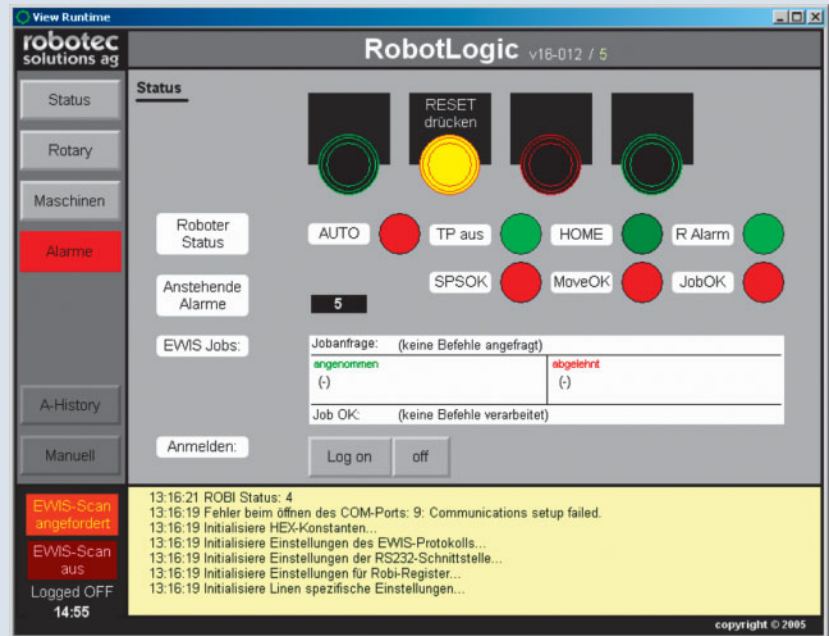 View Runtime
robotec
solutions ag
RobotLogic v16-012 / 5
Status
Rotary
Maschinen
Alarme
A-History
Manuell
EWIS-Scan
angefordert
EWIS-Scan
aus
Logged OFF
14:55
Status
RESET
drücken
Roboter
Status
AUTO
TP aus
HOME
R Alarm
SPSOK
MoveOK
JobOK
Anstehende
Alarme
5
EWIS Jobs:
Jobanfrage: (keine Befehle angefragt)
angenommen
(-)
abgelehnt
(-)
Job OK: (keine Befehle verarbeitet)
Anmelden:
Log on
off
13:16:21 ROBI Status: 4
13:16:19 Fehler beim öffnen des COM-Ports: 9: Communications setup failed.
13:16:19 Initialisiere HEX-Konstanten...
13:16:19 Initialisiere Einstellungen des EWIS-Protokolls...
13:16:19 Initialisiere Einstellungen der RS232-Schnittstelle...
13:16:19 Initialisiere Einstellungen für Robi-Register...
13:16:19 Initialisiere Linen spezifische Einstellungen...
copyright © 2005